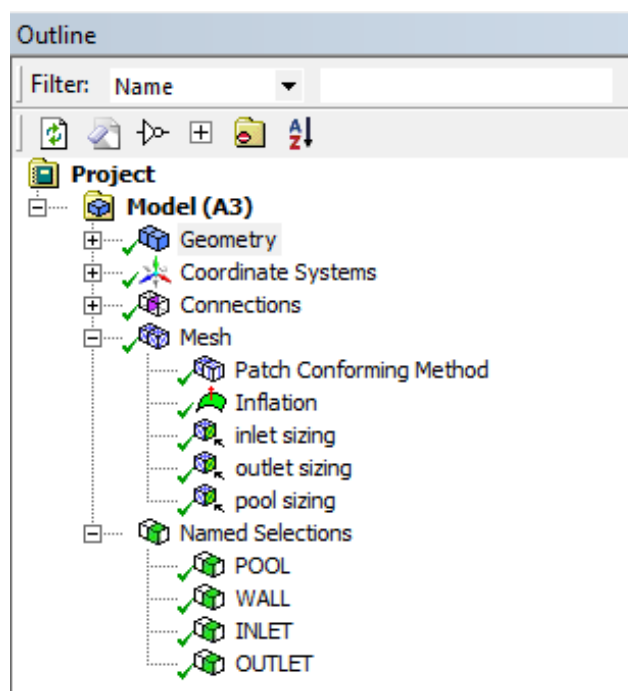 Outline
Filter: Name
Project
Model (A3)
Geometry
Coordinate Systems
Connections
Mesh
Patch Conforming Method
Inflation
inlet sizing
outlet sizing
pool sizing
Named Selections
POOL
WALL
INLET
OUTLET